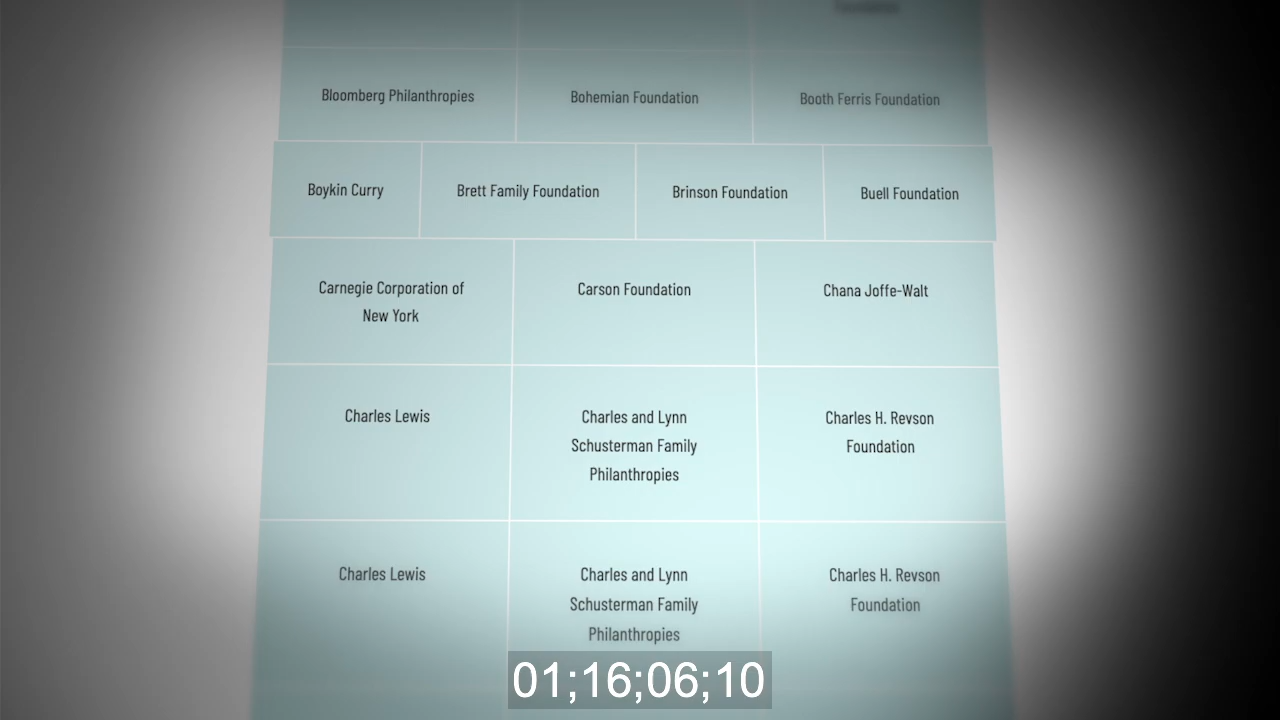 Foundation
Bloomberg Philanthropies
Bohemian Foundation
Booth Ferris Foundation
Boykin Curry
Brett Family Foundation
Brinson Foundation
Buell Foundation
Carnegie Corporation of
New York
Carson Foundation
Chana Joffe-Walt
Charles Lewis
Charles and Lynn
Schusterman Family
Philanthropies
Charles H. Revson
Foundation
Charles Lewis
Charles and Lynn
Schusterman Family
Philanthropies
Charles H. Revson
Foundation
01;16;06;10